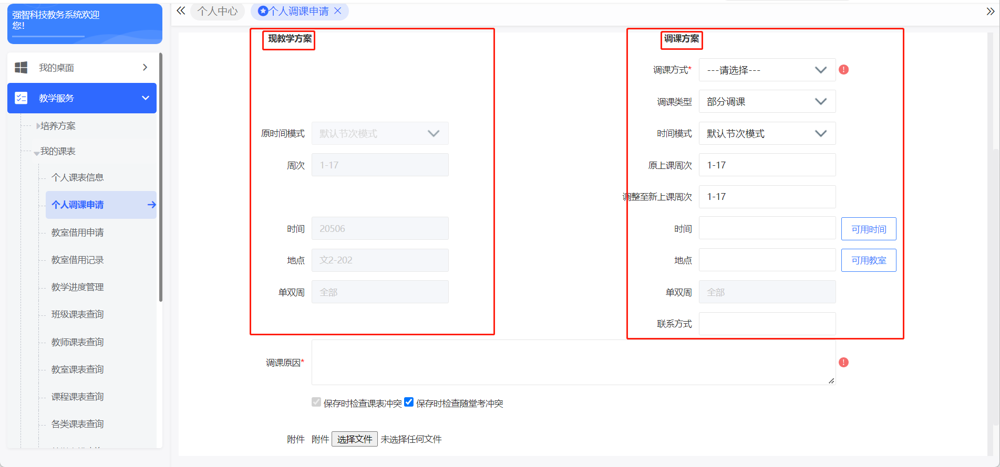 强智科技教务系统欢迎
您!
我的桌面
教学服务
培养方案
我的课表
个人课表信息
个人调课申请
教室借用申请
教室借用记录
教学进度管理
班级课表查询
教师课表查询
教室课表查询
课程课表查询
各类课表查询
个人中心
个人调课申请
现教学方案
原时间模式 默认节次模式
周次 1-17
时间 20506
地点 文2-202
单双周 全部
调课方案
调课方式* ---请选择---
调课类型 部分调课
时间模式 默认节次模式
原上课周次 1-17
调整至新上课周次 1-17
时间 可用时间
地点 可用教室
单双周 全部
联系方式
调课原因*
保存时检查课表冲突 保存时检查随堂考冲突
附件 附件 选择文件 未选择任何文件